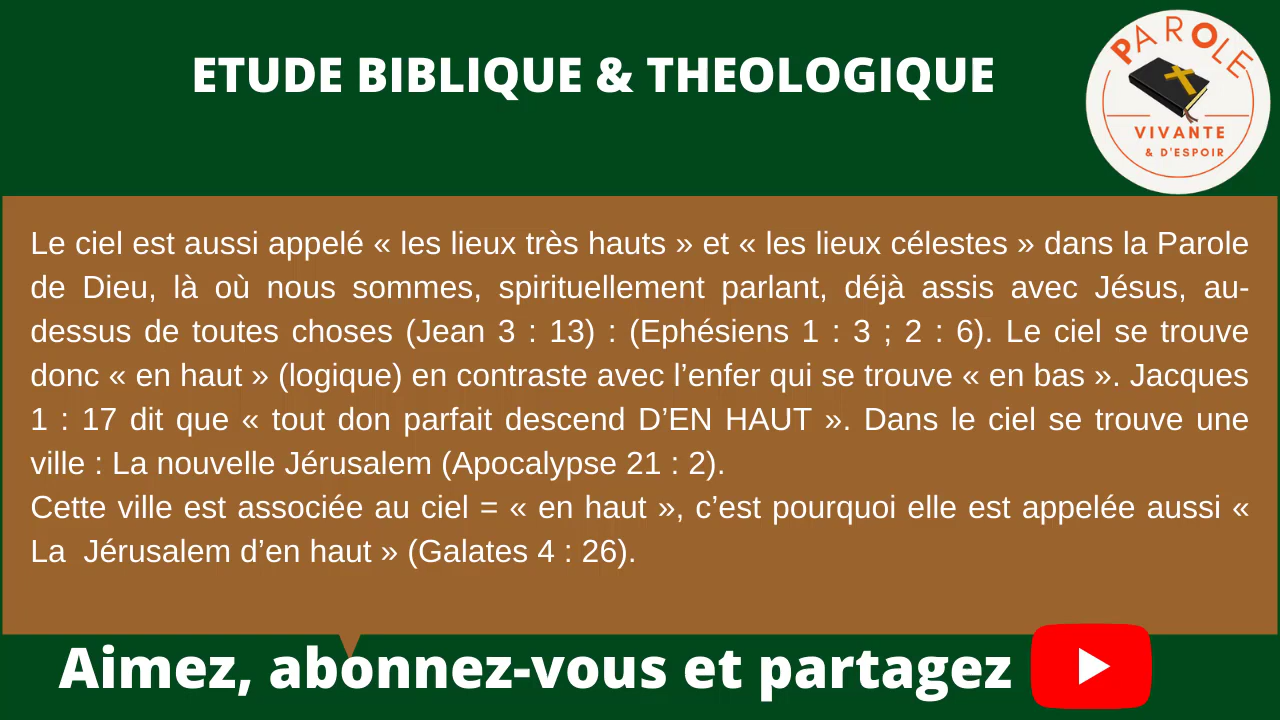 ETUDE BIBLIQUE & THEOLOGIQUE
PAROLE
VIVANTE
& D'ESPOIR
Le ciel est aussi appelé « les lieux très hauts » et « les lieux célestes » dans la Parole
de Dieu, là où nous sommes, spirituellement parlant, déjà assis avec Jésus, au-
dessus de toutes choses (Jean 3 : 13) : (Ephésiens 1 : 3 ; 2 : 6). Le ciel se trouve
donc « en haut » (logique) en contraste avec l’enfer qui se trouve « en bas ». Jacques
1 : 17 dit que « tout don parfait descend D’EN HAUT ». Dans le ciel se trouve une
ville : La nouvelle Jérusalem (Apocalypse 21 : 2).
Cette ville est associée au ciel = « en haut », c’est pourquoi elle est appelée aussi «
La  Jérusalem d’en haut » (Galates 4 : 26).
Aimez, abonnez-vous et partagez